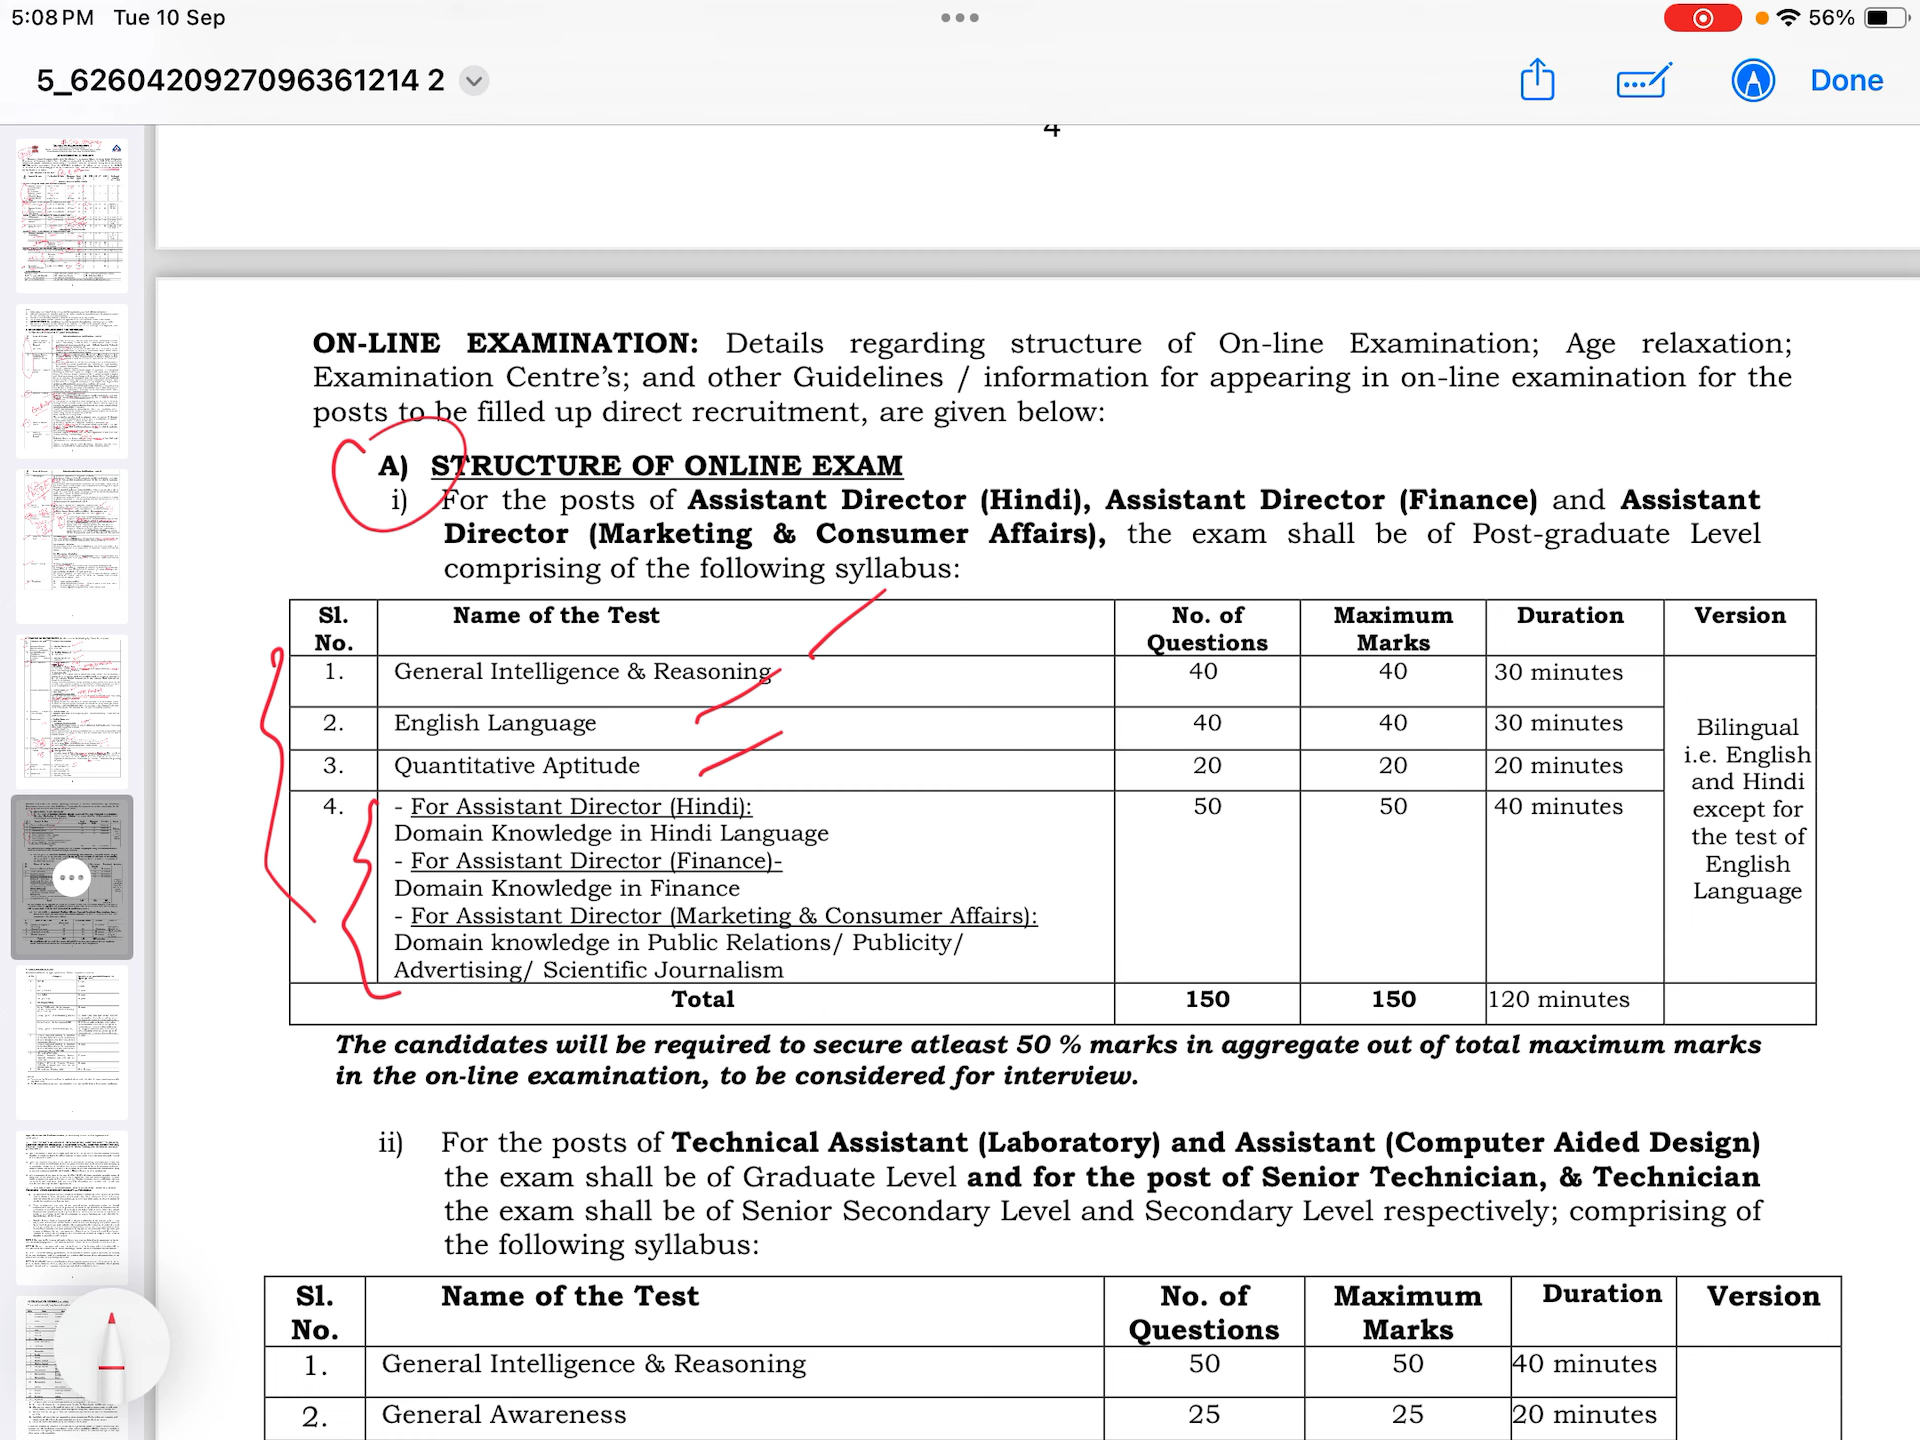 5:08 PM Tue 10 Sep
56%
5_6260420927096361214 2
Done
4
ON-LINE EXAMINATION: Details regarding structure of On-line Examination; Age relaxation;
Examination Centre's; and other Guidelines / information for appearing in on-line examination for the
posts to be filled up direct recruitment, are given below:
A) STRUCTURE OF ONLINE EXAM
i) For the posts of Assistant Director (Hindi), Assistant Director (Finance) and Assistant
Director (Marketing & Consumer Affairs), the exam shall be of Post-graduate Level
comprising of the following syllabus:
Sl. No. Name of the Test No. of Questions Maximum Marks Duration Version
1. General Intelligence & Reasoning 40 40 30 minutes
2. English Language 40 40 30 minutes
3. Quantitative Aptitude 20 20 20 minutes
4. - For Assistant Director (Hindi): 50 50 40 minutes
Domain Knowledge in Hindi Language
- For Assistant Director (Finance)-
Domain Knowledge in Finance
- For Assistant Director (Marketing & Consumer Affairs):
Domain knowledge in Public Relations/ Publicity/
Advertising/ Scientific Journalism
Bilingual
i.e. English
and Hindi
except for
the test of
English
Language
Total 150 150 120 minutes
The candidates will be required to secure atleast 50 % marks in aggregate out of total maximum marks
in the on-line examination, to be considered for interview.
ii) For the posts of Technical Assistant (Laboratory) and Assistant (Computer Aided Design)
the exam shall be of Graduate Level and for the post of Senior Technician, & Technician
the exam shall be of Senior Secondary Level and Secondary Level respectively; comprising of
the following syllabus:
Sl. No. Name of the Test No. of Questions Maximum Marks Duration Version
1. General Intelligence & Reasoning 50 50 40 minutes
2. General Awareness 25 25 20 minutes